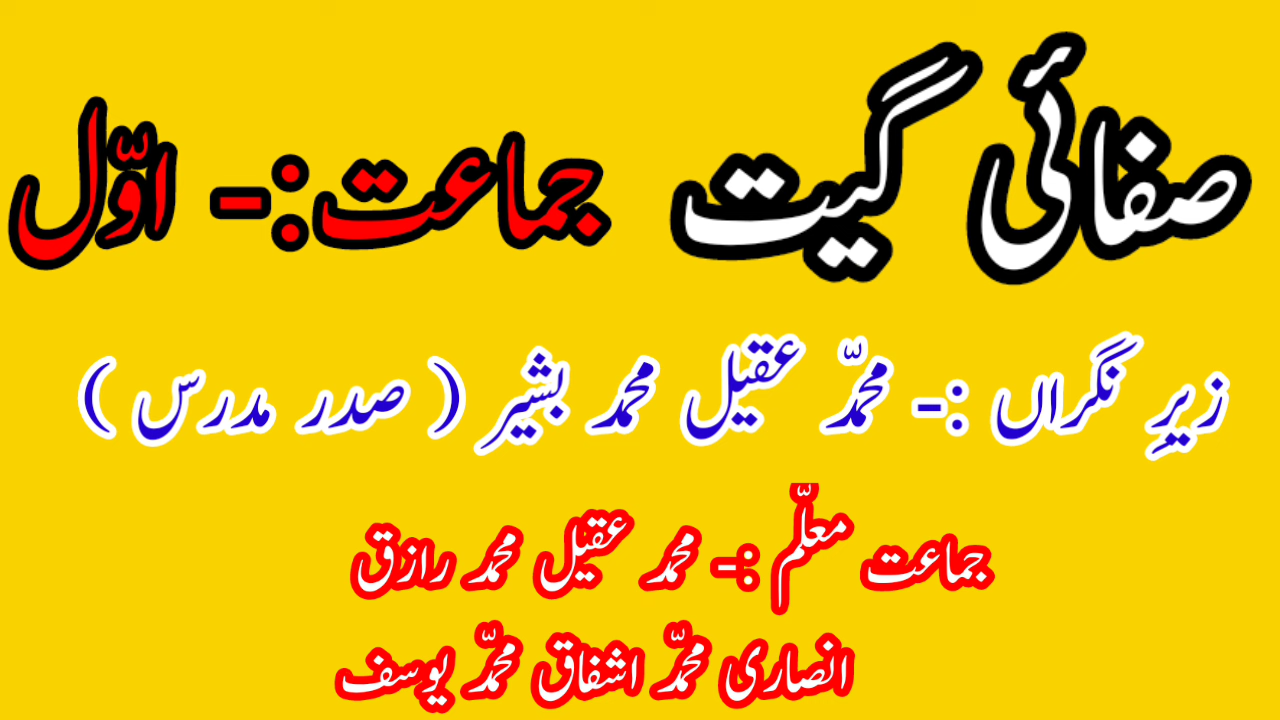 صفائی گیت جماعت:- اوّل
زیرِ نگراں :- محمّد عقیل محمد بشیر ( صدر مدرس )
جماعت معلّم :- محمد عقیل محمد رازق
انصاری محمّد اشفاق محمّد یوسف